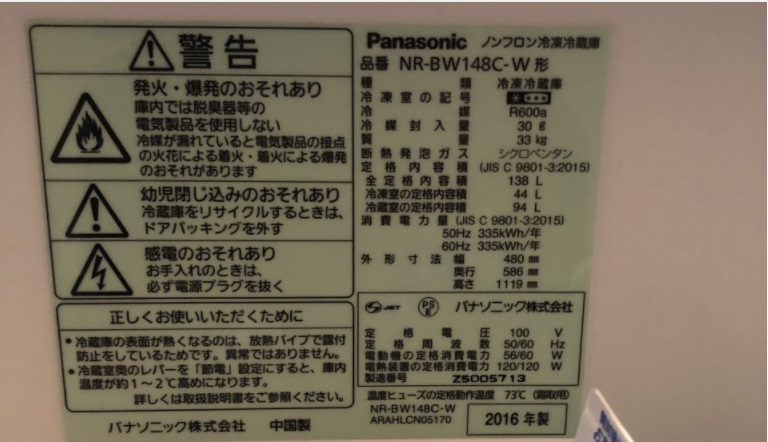 警告
発火・爆発のおそれあり
庫内では脱臭器等の
電気製品を使用しない
冷媒が漏れていると電気製品の接点
の火花による着火・着火による爆発
のおそれがあります
幼児閉じ込みのおそれあり
冷蔵庫をリサイクルするときは、
ドアパッキングを外す
感電のおそれあり
お手入れのときは、
必ず電源プラグを抜く
正しくお使いいただくために
• 冷蔵庫の表面が熱くなるのは、放熱パイプで露付
防止をしているためです。異常ではありません。
• 冷蔵室奥のレバーを「節電」設定にすると、庫内
温度が約1～2℃高めになります。
詳しくは取扱説明書をご参照ください。
パナソニック株式会社 中国製
Panasonic ノンフロン冷凍冷蔵庫
品番 NR-BW148C-W 形
種類 冷凍冷蔵庫
冷凍室の記号
冷媒 R600a
冷媒封入量 30 g
質量 33 kg
断熱発泡ガス シクロペンタン
定格内容積 (JIS C 9801-3:2015)
全定格内容積 138 L
冷凍室の定格内容積 44 L
冷蔵室の定格内容積 94 L
消費電力量 (JIS C 9801-3:2015)
50Hz 335kWh/年
60Hz 335kWh/年
外形寸法 幅 480 mm
奥行 586 mm
高さ 1119 mm
JET PSE パナソニック株式会社
定格電圧 100 V
定格周波数 50/60 Hz
電動機の定格消費電力 56/60 W
電熱装置の定格消費電力 120/120 W
製造番号 ZS005713
温度ヒューズの定格動作温度 73℃ (霜取用)
NR-BW148C-W
ARAHLCN05170
2016 年製